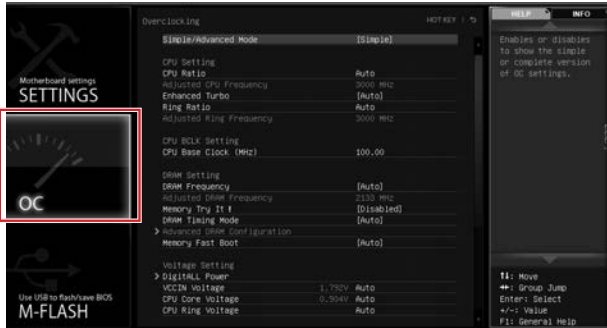 Motherboard settings
SETTINGS
OC
Use USB to flash/save BIOS
M-FLASH
Overclocking
HOT KEY |
Simple/Advanced Mode [Simple]
CPU Setting
CPU Ratio Auto
Adjusted CPU Frequency 3000 MHz
Enhanced Turbo [Auto]
Ring Ratio Auto
Adjusted Ring Frequency 3000 MHz
CPU BCLK Setting
CPU Base Clock (MHz) 100.00
DRAM Setting
DRAM Frequency [Auto]
Adjusted DRAM Frequency 2133 MHz
Memory Try It ! [Disabled]
DRAM Timing Mode [Auto]
> Advanced DRAM Configuration
Memory Fast Boot [Auto]
Voltage Setting
> DigitALL Power
VCCIN Voltage 1.792V Auto
CPU Core Voltage 0.904V Auto
CPU Ring Voltage Auto
HELP
INFO
Enables or disables
to show the simple
or complete version
of OC settings.
↑↓: Move
↔: Group Jump
Enter: Select
+/-: Value
F1: General Help